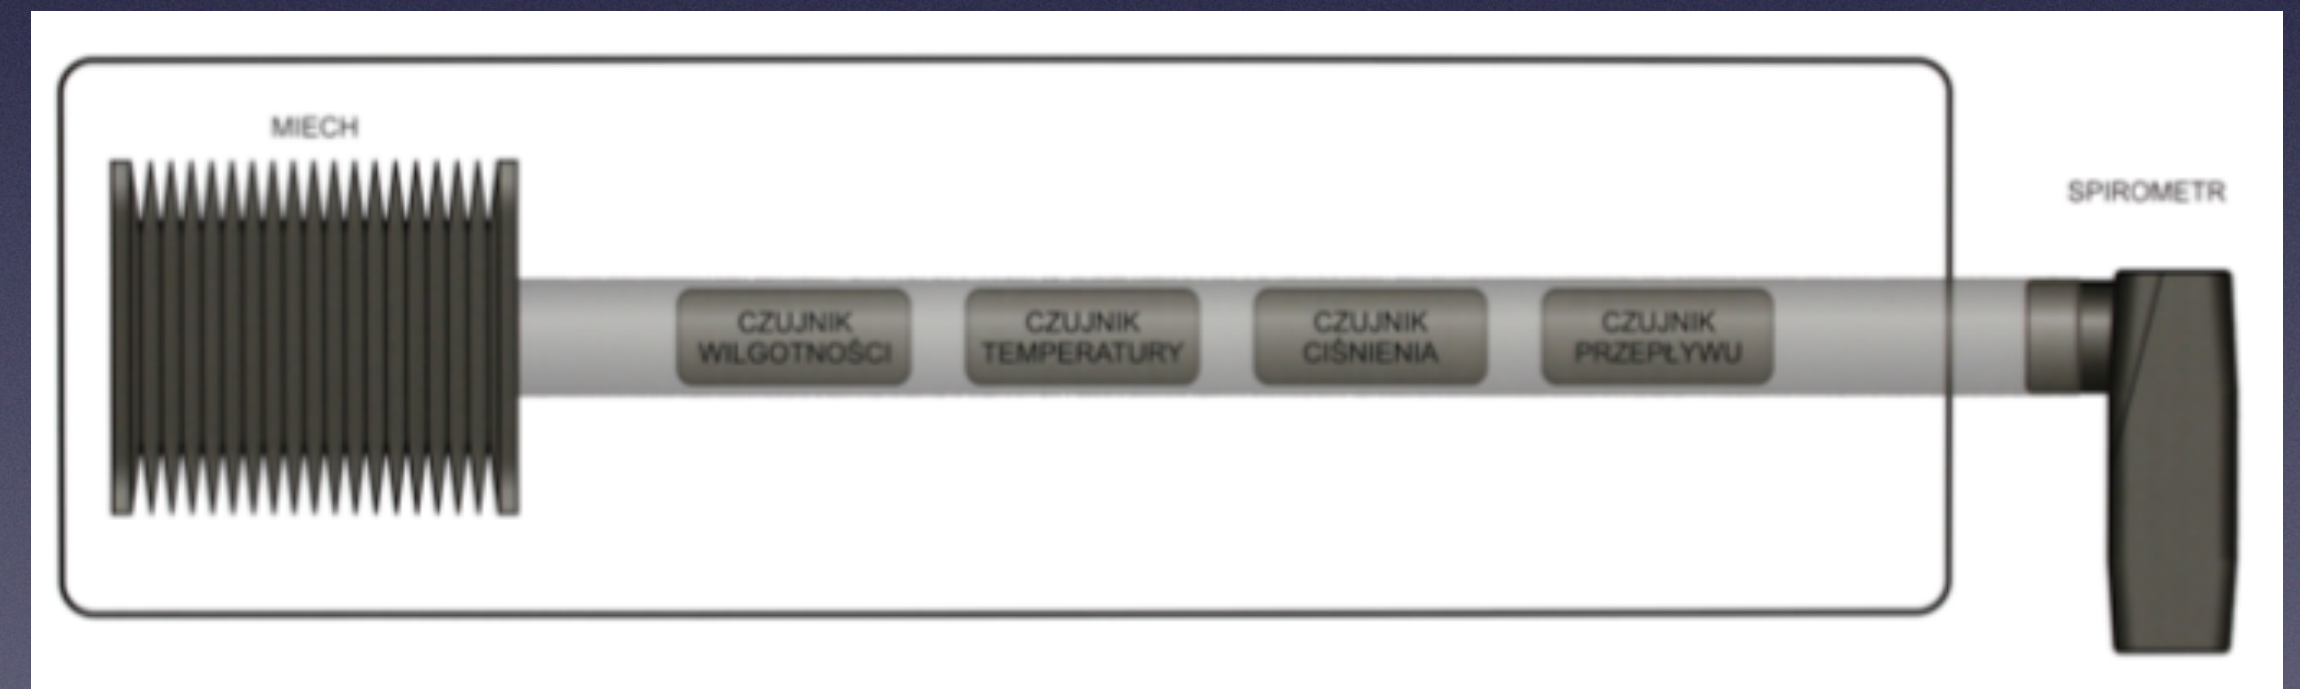 MIECH
SPIROMETR
CZUJNIK
WILGOTNOŚCI
CZUJNIK
TEMPERATURY
CZUJNIK
CIŚNIENIA
CZUJNIK
PRZEPŁYWU